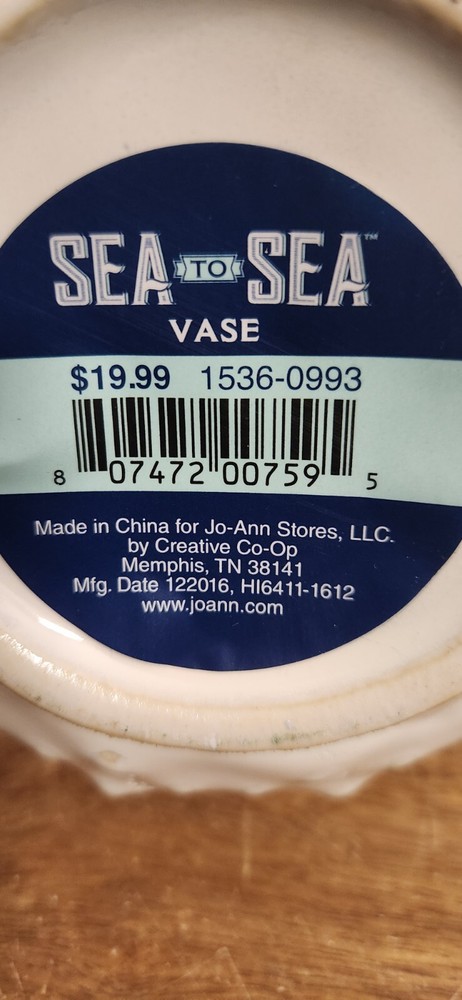 SEA TO SEA™
VASE
$19.99 1536-0993
8 07472 00759 5
Made in China for Jo-Ann Stores, LLC.
by Creative Co-Op
Memphis, TN 38141
Mfg. Date 122016, HI6411-1612
www.joann.com